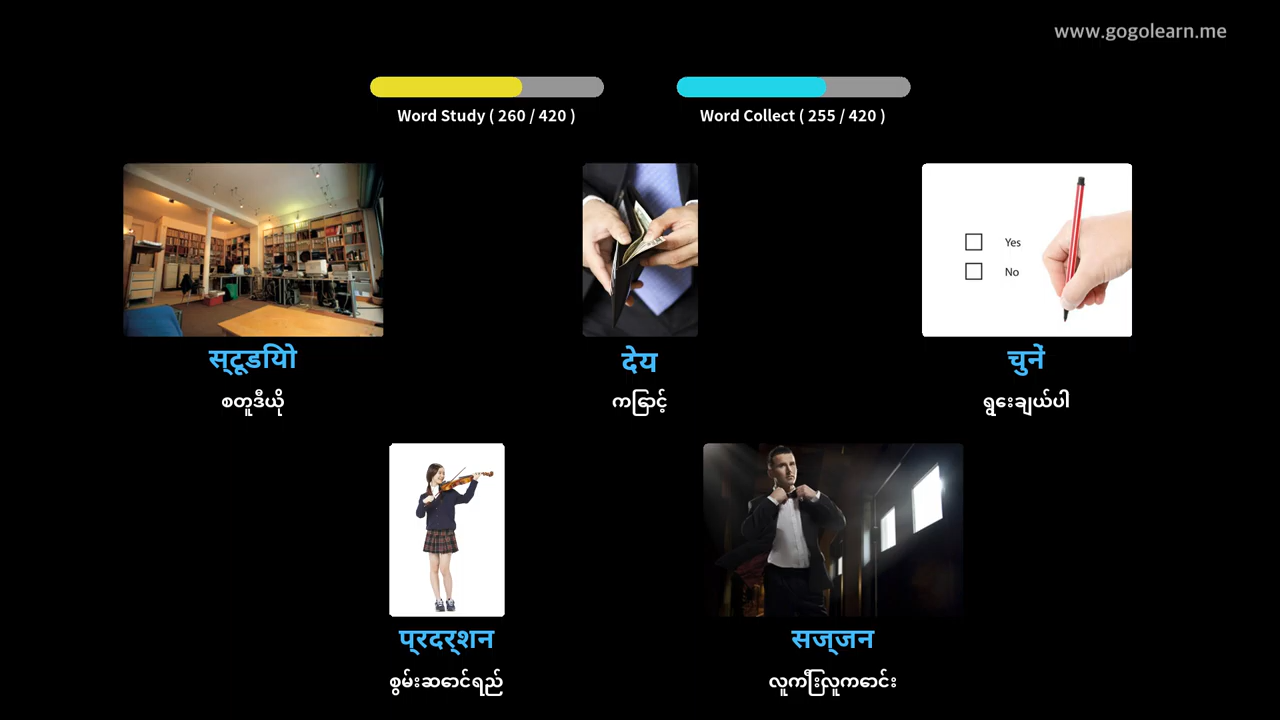 www.gogolearn.me
Word Study ( 260 / 420 )
Word Collect ( 255 / 420 )
Yes
No
स्टूडियो
देय
चुनें
စတူဒီယို
ကြောင့်
ရွေးချယ်ပါ
प्रदर्शन
सज्जन
စွမ်းဆောင်ရည်
လူကြီးလူကောင်း